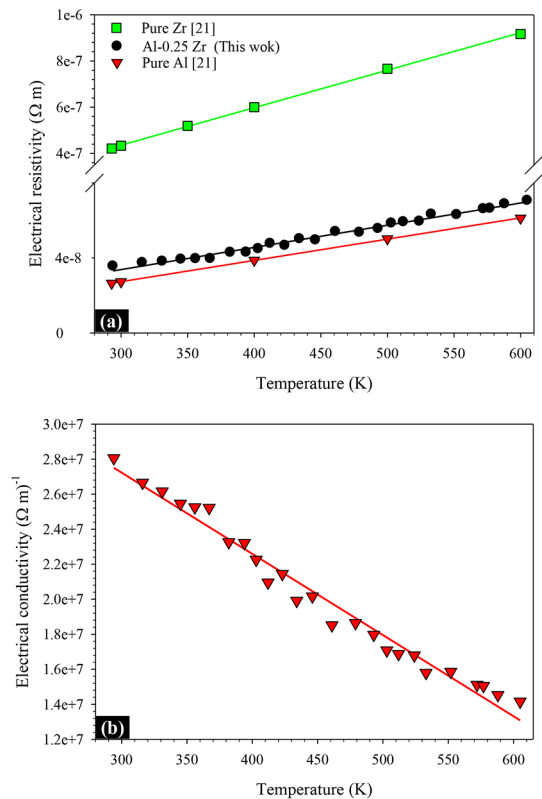 1e-6
8e-7
6e-7
4e-7
4e-8
0
Electrical resistivity (Ω m)
Pure Zr [21]
Al-0.25 Zr (This wok)
Pure Al [21]
(a)
300 350 400 450 500 550 600
Temperature (K)
3.0e+7
2.8e+7
2.6e+7
2.4e+7
2.2e+7
2.0e+7
1.8e+7
1.6e+7
1.4e+7
1.2e+7
Electrical conductivity (Ω m)⁻¹
(b)
300 350 400 450 500 550 600
Temperature (K)